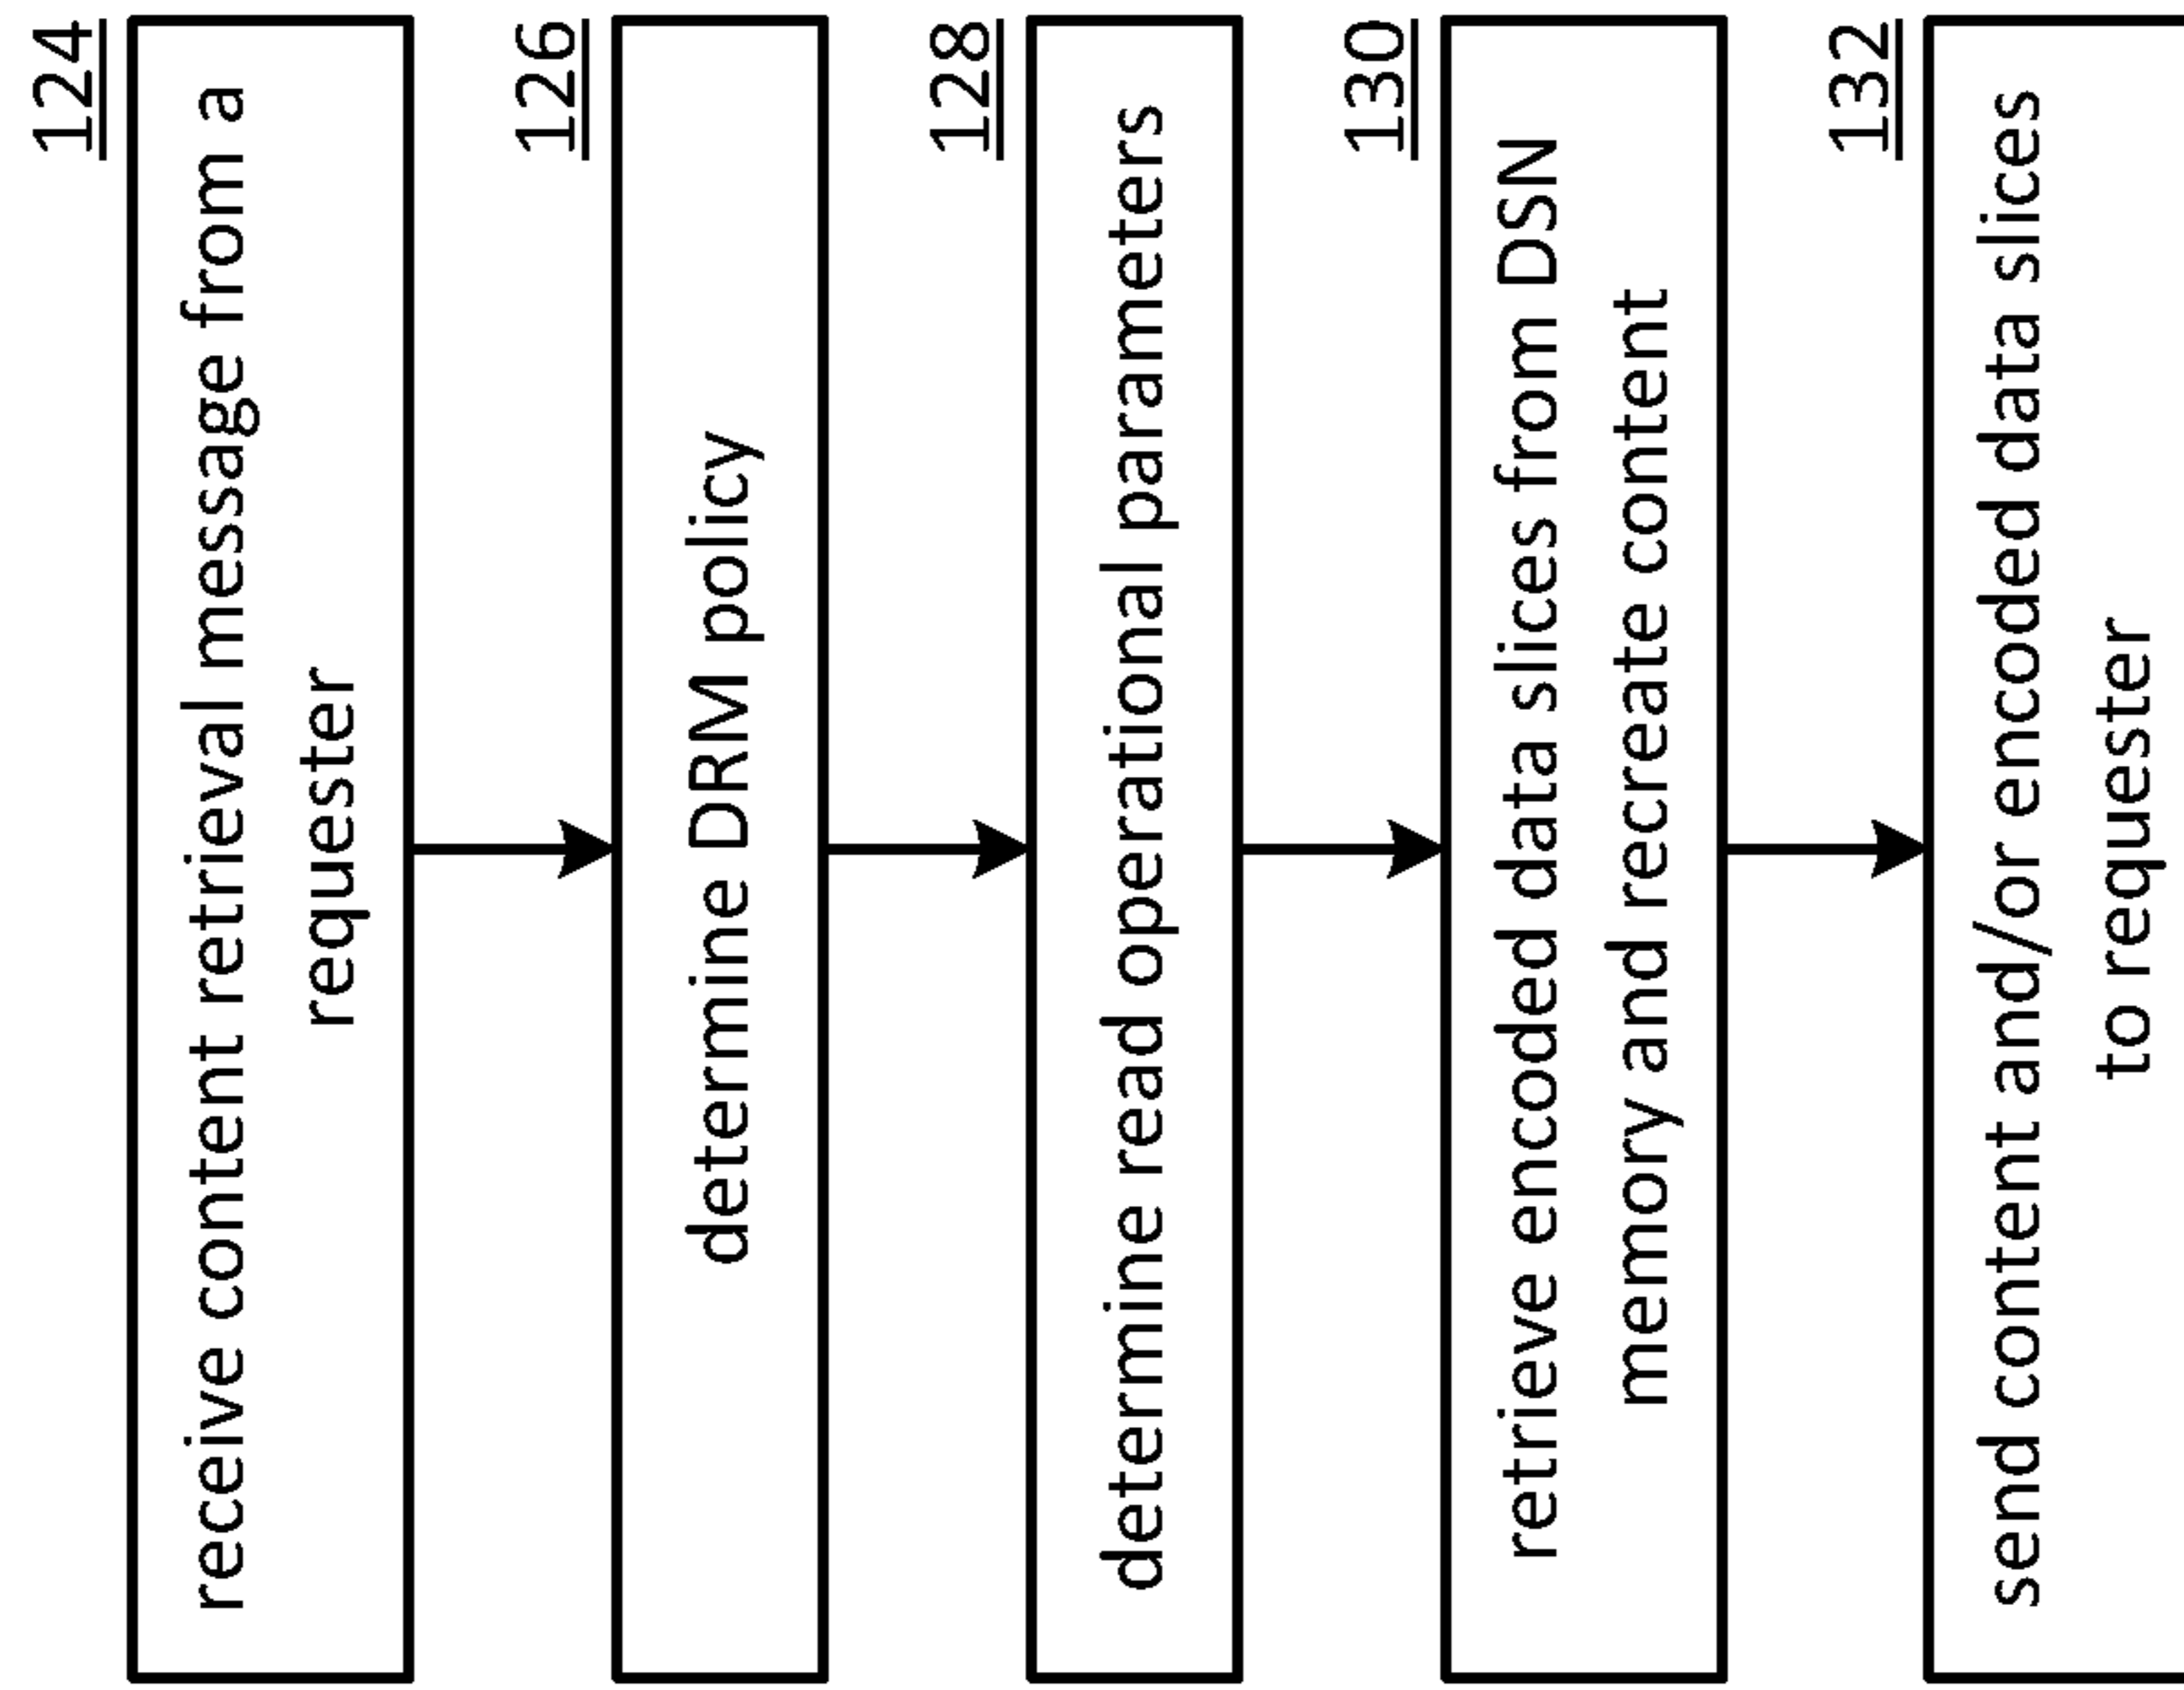 124
receive content retrieval message from a
requester
126
determine DRM policy
128
determine read operational parameters
130
retrieve encoded data slices from DSN
memory and recreate content
132
send content and/or encoded data slices
to requester